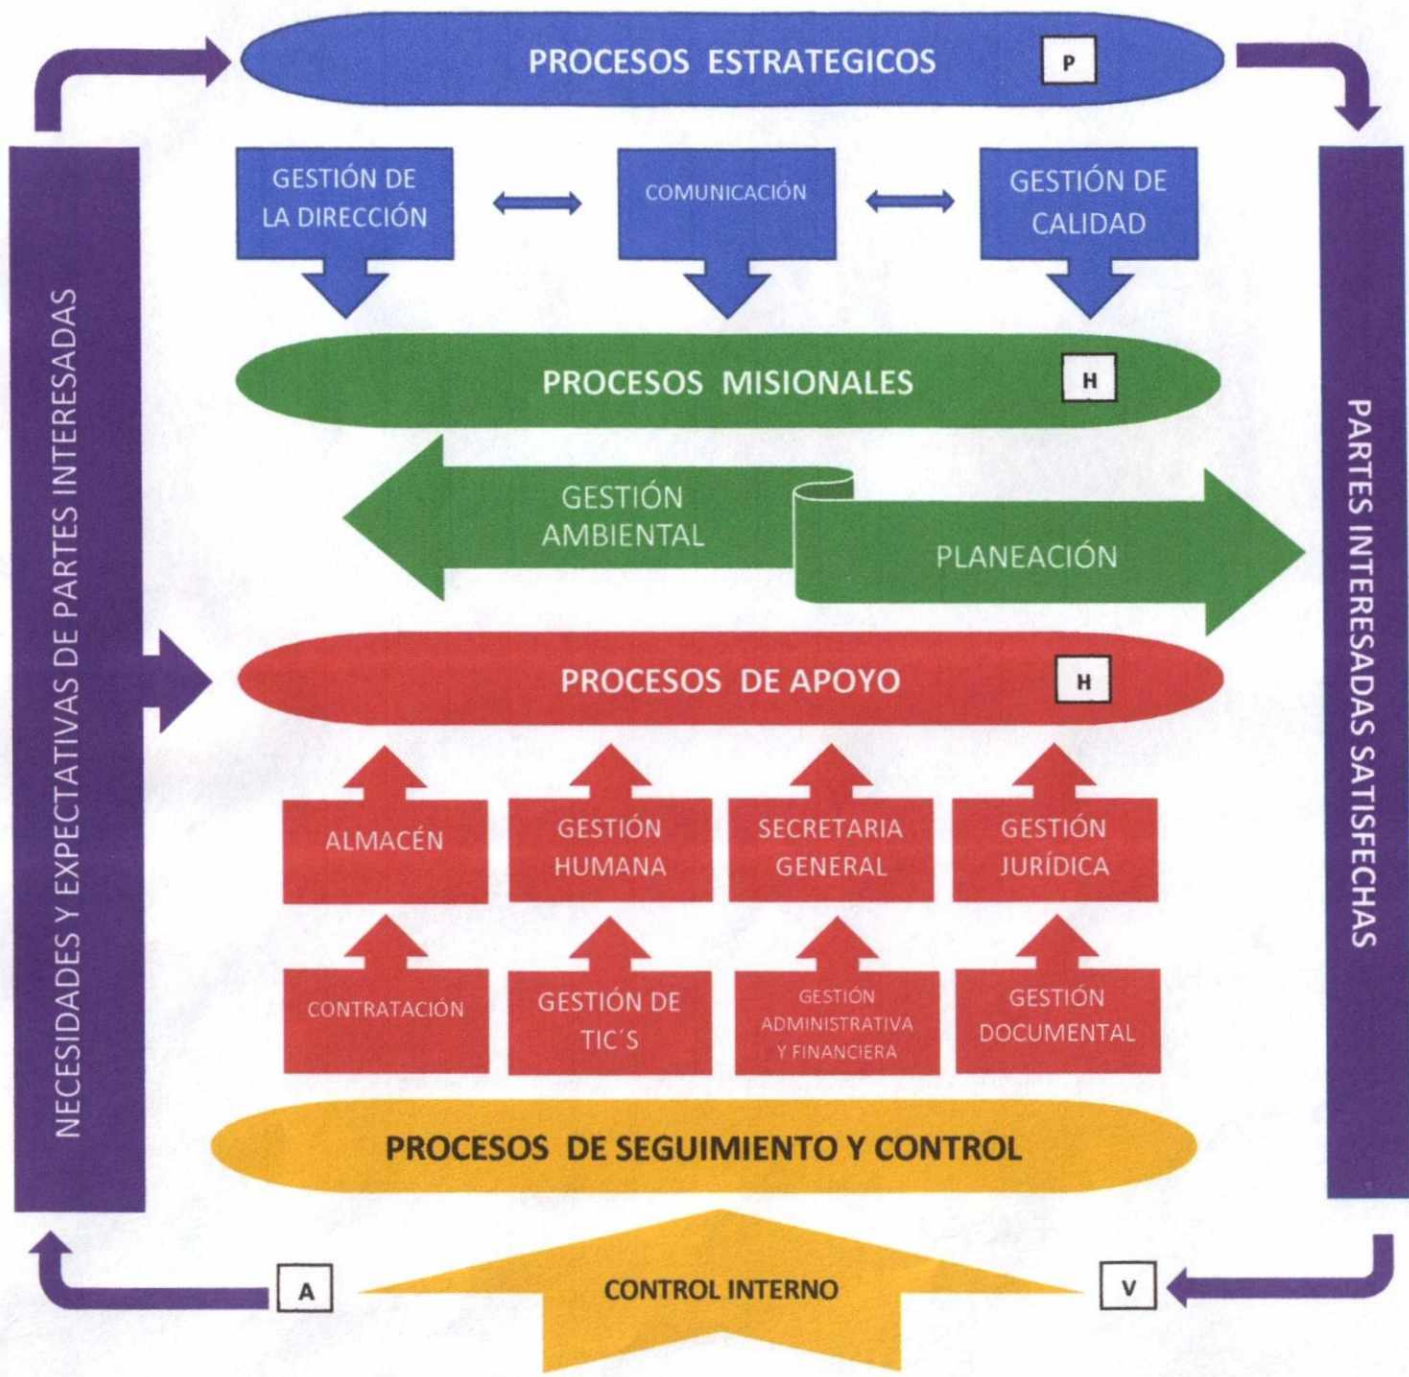 PROCESOS ESTRATEGICOS
P
GESTIÓN DE
LA DIRECCIÓN
COMUNICACIÓN
GESTIÓN DE
CALIDAD
NECESIDADES Y EXPECTATIVAS DE PARTES INTERESADAS
PROCESOS MISIONALES
H
GESTIÓN
AMBIENTAL
PLANEACIÓN
PARTES INTERESADAS SATISFECHAS
PROCESOS DE APOYO
H
ALMACÉN
GESTIÓN
HUMANA
SECRETARIA
GENERAL
GESTIÓN
JURÍDICA
CONTRATACIÓN
GESTIÓN DE
TIC´S
GESTIÓN
ADMINISTRATIVA
Y FINANCIERA
GESTIÓN
DOCUMENTAL
PROCESOS DE SEGUIMIENTO Y CONTROL
A
CONTROL INTERNO
V